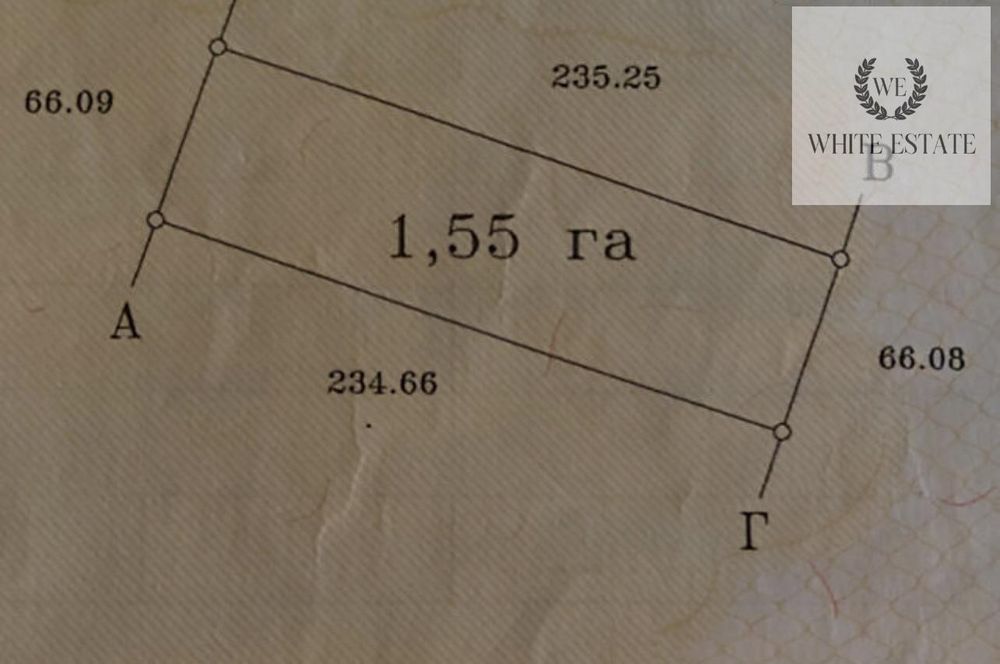 66.09
235.25
WE
WHITE ESTATE
В
1,55 га
А
234.66
66.08
Г